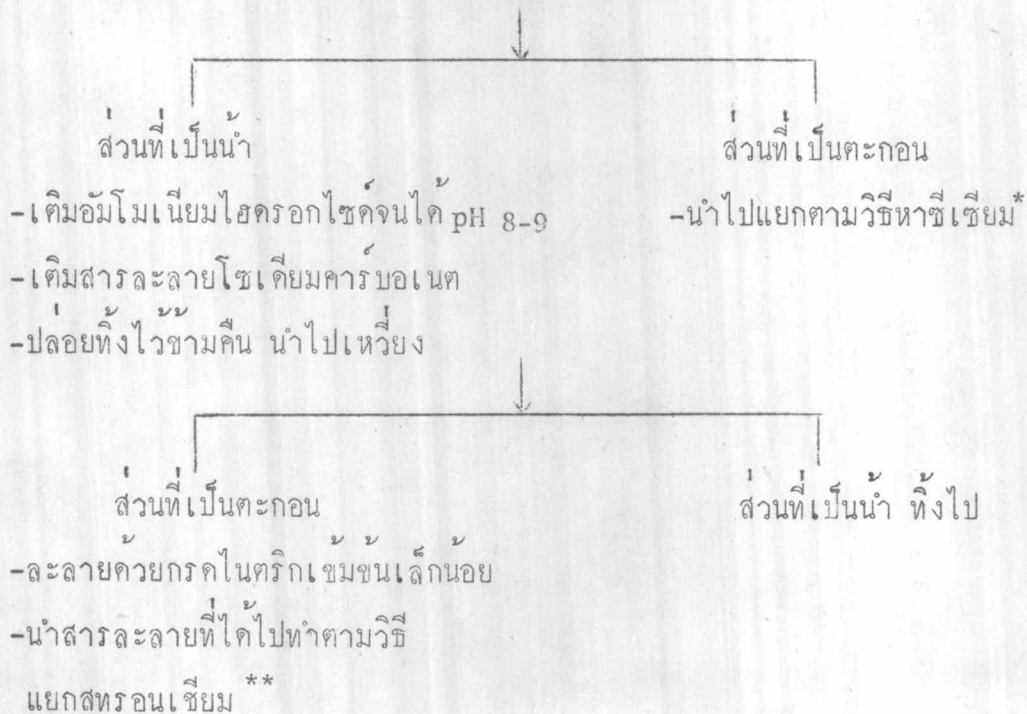 ส่วนที่เป็นน้ำ
ส่วนที่เป็นตะกอน
-เติมอัมโมเนียมไฮดรอกไซด์จนได้ pH 8-9
-นำไปแยกตามวิธีหาซีเซียม*
-เติมสารละลายโซเดียมคาร์บอเนต
-ปล่อยทิ้งไว้ข้ามคืน นำไปเหวี่ยง
ส่วนที่เป็นตะกอน
ส่วนที่เป็นน้ำ ทิ้งไป
-ละลายด้วยกรดไนตริกเข้มข้นเล็กน้อย
-นำสารละลายที่ได้ไปทำตามวิธี
แยกสทรอนเชียม **